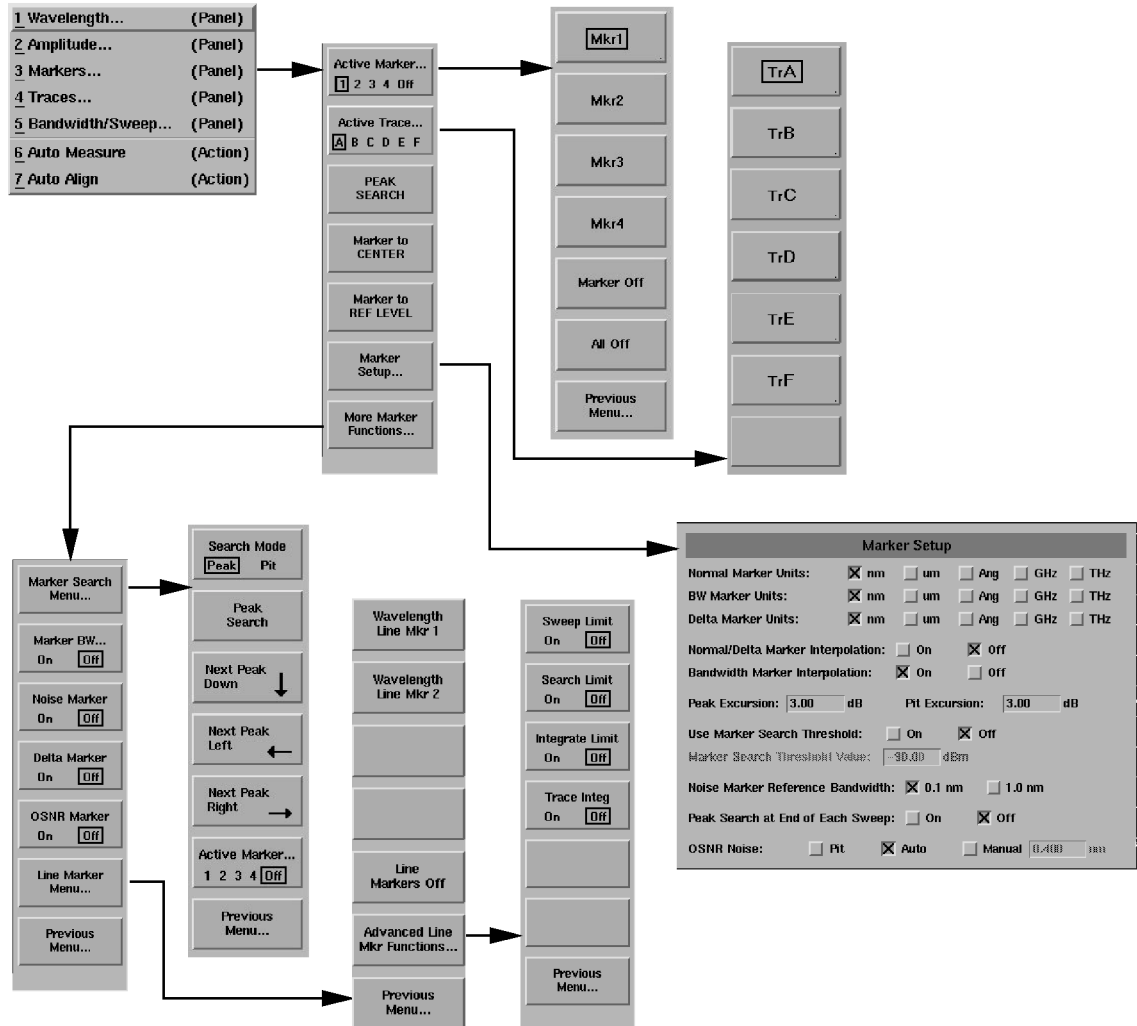 1 Wavelength... (Panel)
2 Amplitude... (Panel)
3 Markers... (Panel)
4 Traces... (Panel)
5 Bandwidth/Sweep... (Panel)
6 Auto Measure (Action)
7 Auto Align (Action)
Active Marker...
1 2 3 4 Off
Active Trace...
A B C D E F
PEAK
SEARCH
Marker to
CENTER
Marker to
REF LEVEL
Marker
Setup...
More Marker
Functions...
Mkr1
Mkr2
Mkr3
Mkr4
Marker Off
All Off
Previous
Menu...
TrA
TrB
TrC
TrD
TrE
TrF
Marker Search
Menu...
Marker BW...
On Off
Noise Marker
On Off
Delta Marker
On Off
OSNR Marker
On Off
Line Marker
Menu...
Previous
Menu...
Search Mode
Peak Pit
Peak
Search
Next Peak
Down
Next Peak
Left
Next Peak
Right
Active Marker...
1 2 3 4 Off
Previous
Menu...
Wavelength
Line Mkr 1
Wavelength
Line Mkr 2
Line
Markers Off
Advanced Line
Mkr Functions...
Previous
Menu...
Sweep Limit
On Off
Search Limit
On Off
Integrate Limit
On Off
Trace Integ
On Off
Previous
Menu...
Marker Setup
Normal Marker Units: nm um Ang GHz THz
BW Marker Units: nm um Ang GHz THz
Delta Marker Units: nm um Ang GHz THz
Normal/Delta Marker Interpolation: On Off
Bandwidth Marker Interpolation: On Off
Peak Excursion: 3.00 dB Pit Excursion: 3.00 dB
Use Marker Search Threshold: On Off
Marker Search Threshold Value: -90.00 dBm
Noise Marker Reference Bandwidth: 0.1 nm 1.0 nm
Peak Search at End of Each Sweep: On Off
OSNR Noise: Pit Auto Manual 0.400 nm